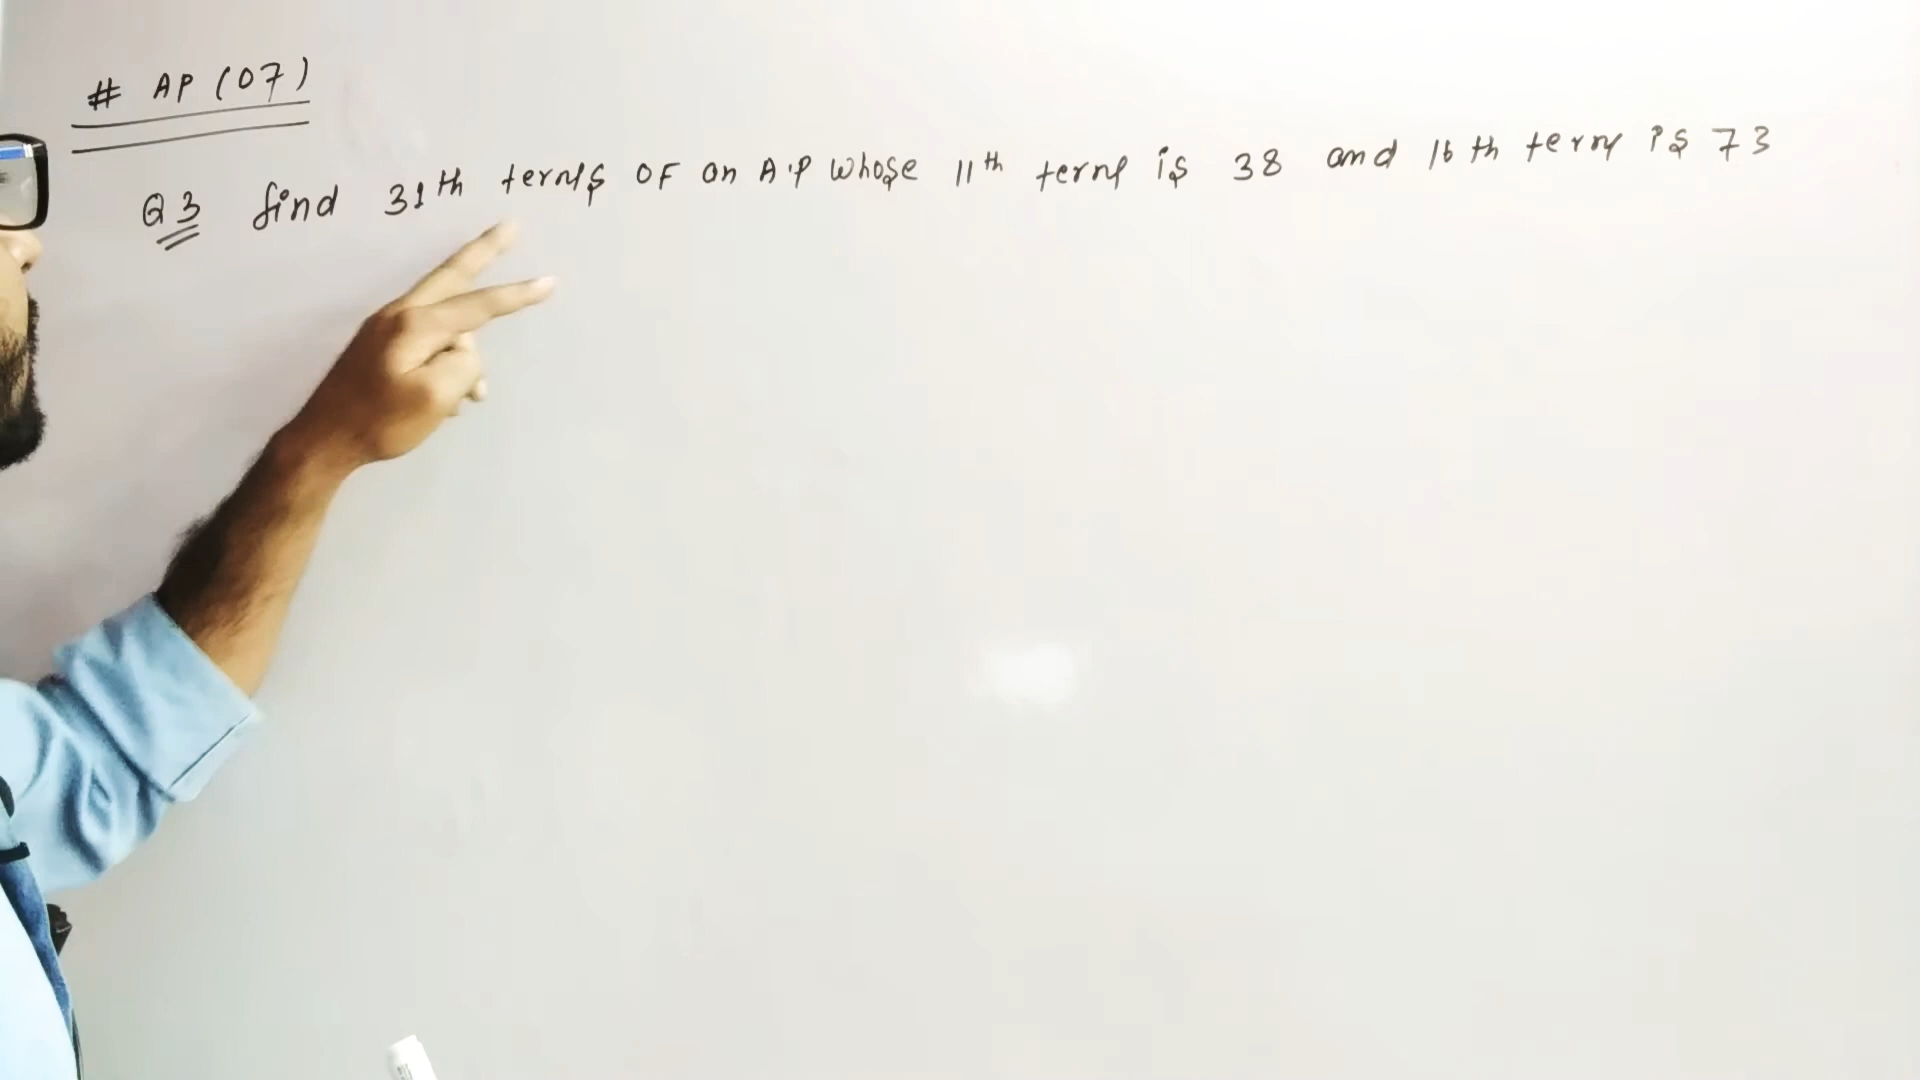 # AP (07)
Q3 find 31th terms OF an A.P whose 11th term is 38 and 16th term is 73